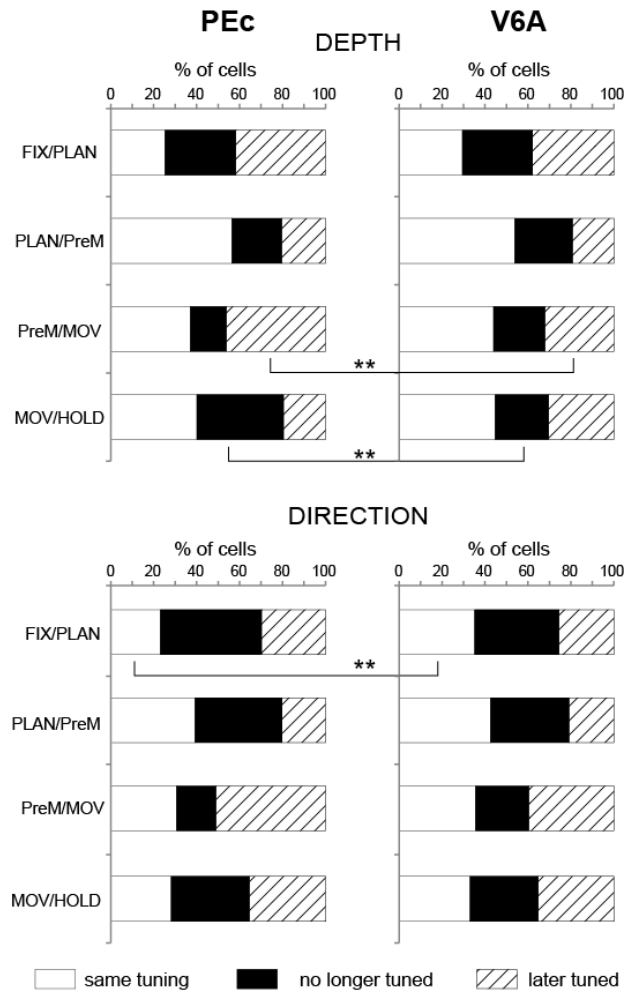 PEc V6A
DEPTH
% of cells % of cells
0 20 40 60 80 100 0 20 40 60 80 100
FIX/PLAN
PLAN/PreM
PreM/MOV
**
MOV/HOLD
**
DIRECTION
% of cells % of cells
0 20 40 60 80 100 0 20 40 60 80 100
FIX/PLAN
**
PLAN/PreM
PreM/MOV
MOV/HOLD
same tuning no longer tuned later tuned